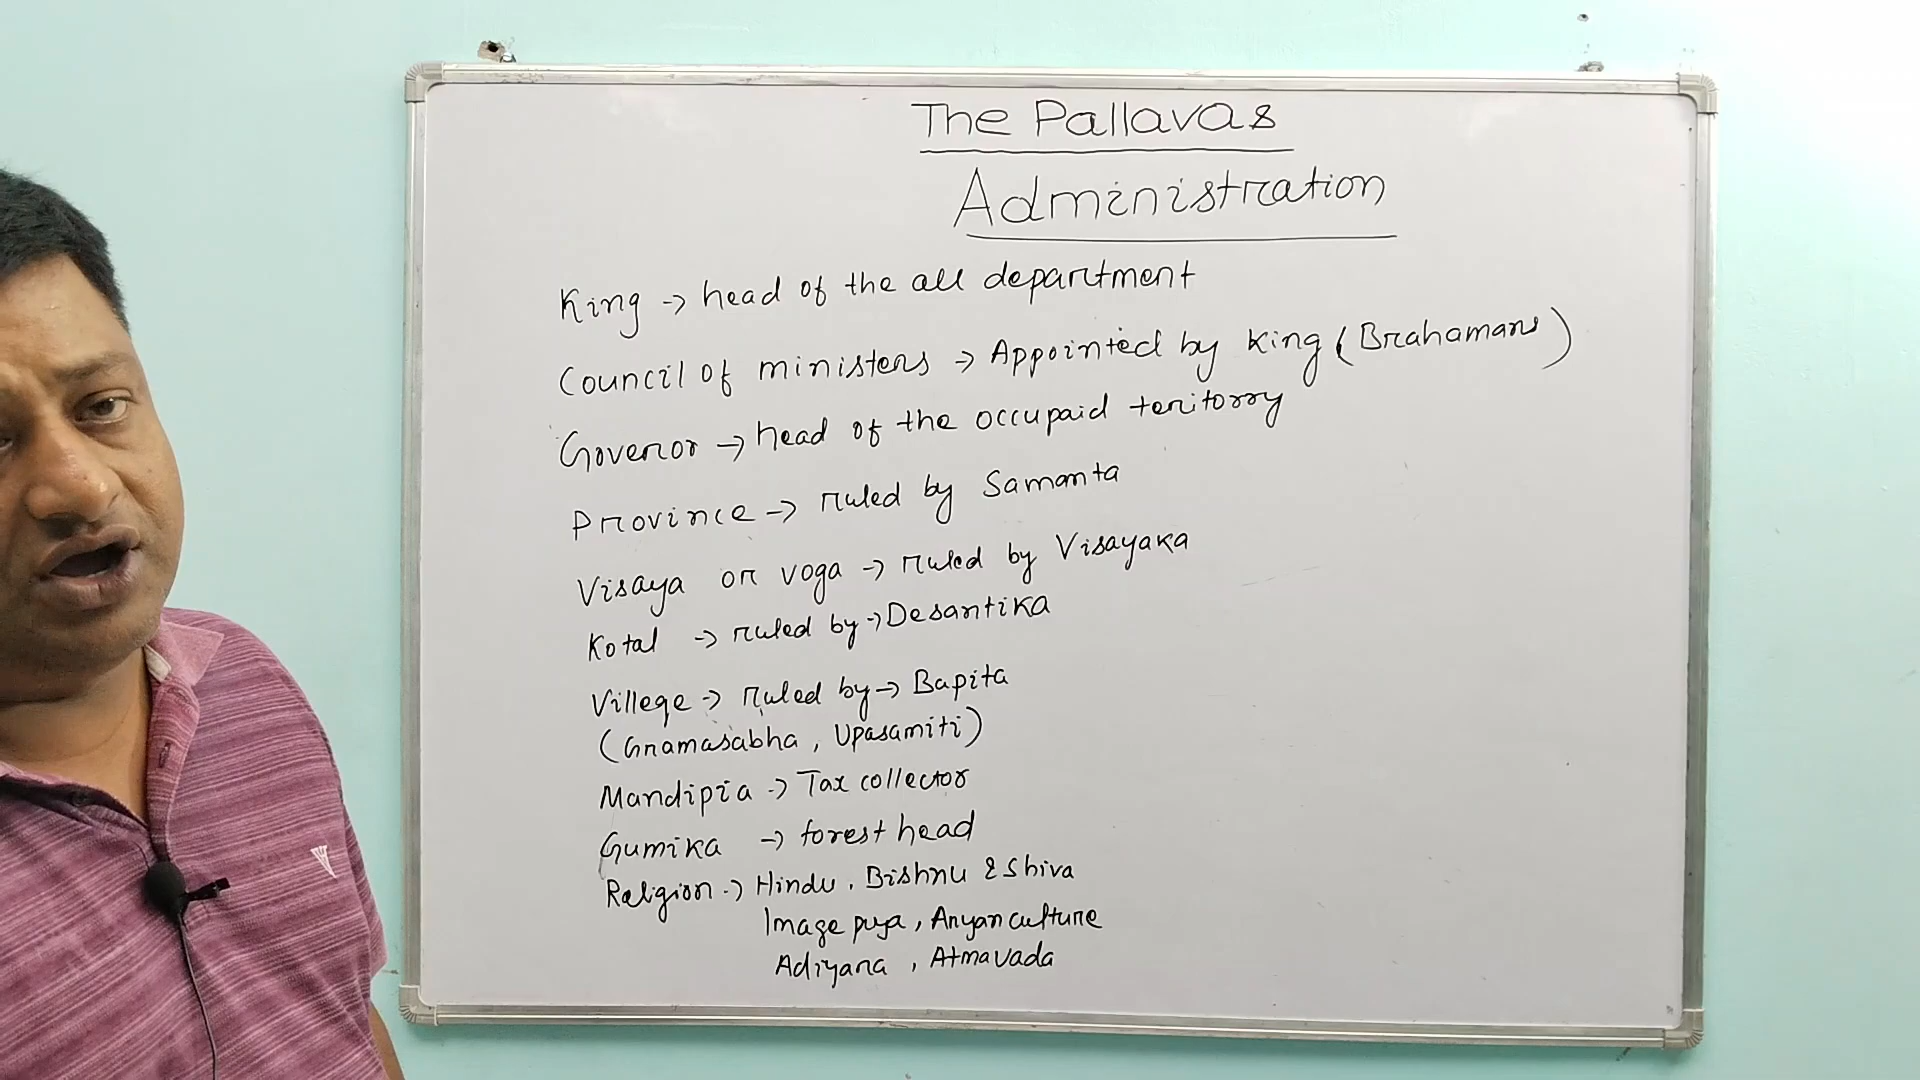 The Pallavas
Administration
King → head of the all department
Council of ministers → Appointed by King (Brahamans)
Govenor → head of the occupaid teritorry
Province → ruled by Samanta
Visaya or voga → ruled by Visayaka
Kotal → ruled by → Desantika
Villege → ruled by → Bapita
(Gramasabha, Upasamiti)
Mandipia → Tax collector
Gumika → forest head
Religion → Hindu, Bishnu & Shiva
Image puja, Aryan culture
Adiyana, Atmavada